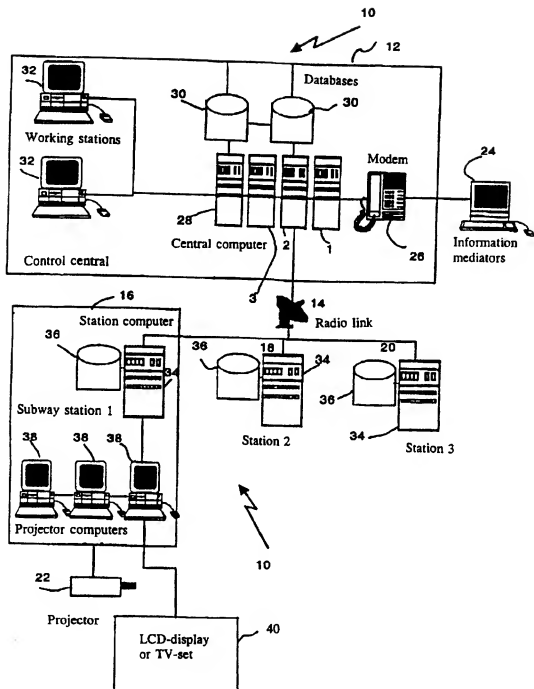 10
12
32
Databases
30
30
Working stations
Modem
24
32
28
Central computer
2
1
26
Information
mediators
Control central
3
14
16
Radio link
Station computer
36
34
18
36
34
20
36
Subway station 1
Station 2
34
Station 3
38
38
38
Projector computers
10
22
Projector
40
LCD-display
or TV-set